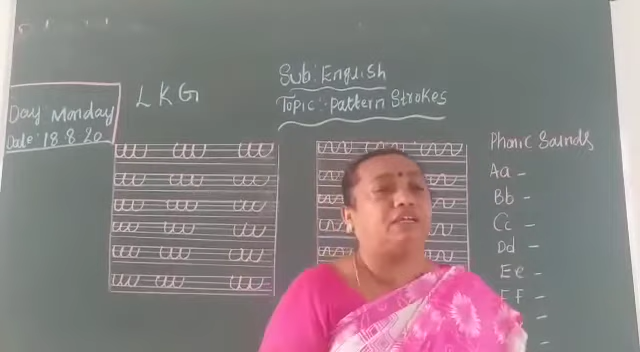 Day: Monday
Date: 18.8.20
LKG
Sub: English
Topic: pattern Strokes
Phonic Sounds
Aa -
Bb -
Cc -
Dd -
Ee -
Ff -